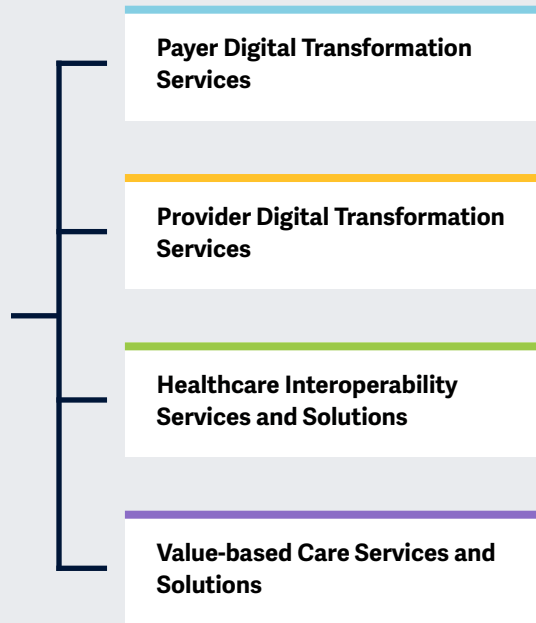 Payer Digital Transformation
Services
Provider Digital Transformation
Services
Healthcare Interoperability
Services and Solutions
Value-based Care Services and
Solutions